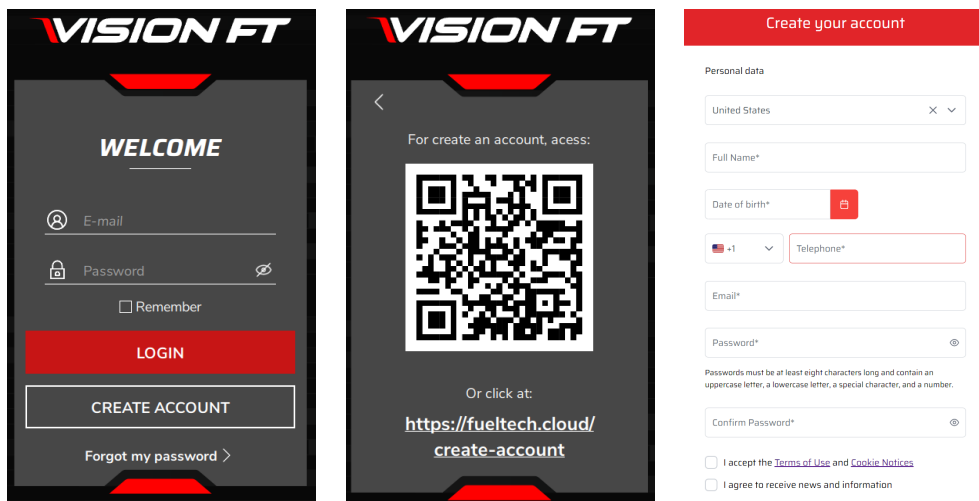 VISION FT
WELCOME
E-mail
Password
Remember
LOGIN
CREATE ACCOUNT
Forgot my password >
VISION FT
For create an account, acess:
Or click at:
https://fueltech.cloud/
create-account
Create your account
Personal data
United States
Full Name*
Date of birth*
+1
Telephone*
Email*
Password*
Passwords must be at least eight characters long and contain an
uppercase letter, a lowercase letter, a special character, and a number.
Confirm Password*
I accept the Terms of Use and Cookie Notices
I agree to receive news and information